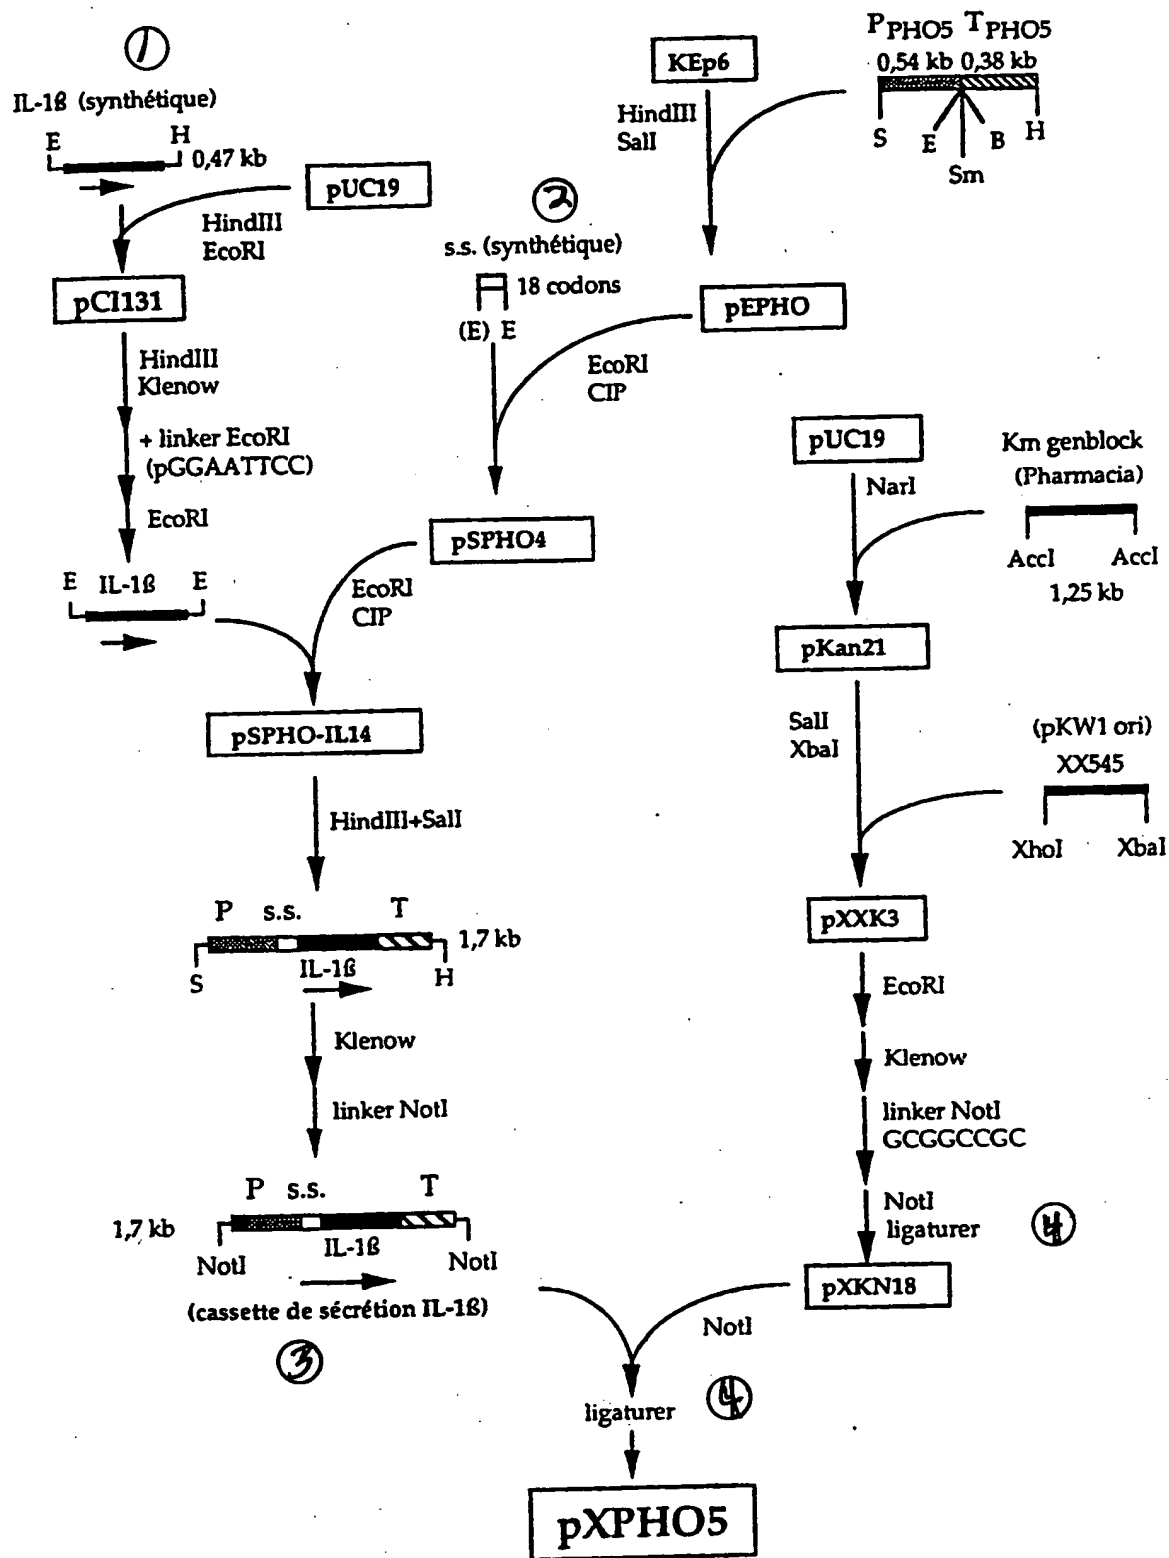 1
IL-1ß (synthétique)
E H
0,47 kb
pUC19
HindIII
EcoRI
pCI131
HindIII
Klenow
+ linker EcoRI
(pGGAATTCC)
EcoRI
E IL-1ß E
2
s.s. (synthétique)
18 codons
(E) E
KEp6
HindIII
SalI
PPHO5 TPHO5
0,54 kb 0,38 kb
S E Sm B H
pEPHO
EcoRI
CIP
pSPHO4
EcoRI
CIP
pSPHO-IL14
HindIII+SalI
P s.s. T
1,7 kb
S IL-1ß H
Klenow
linker NotI
P s.s. T
1,7 kb
NotI IL-1ß NotI
(cassette de sécrétion IL-1ß)
3
pUC19
NarI
Km genblock
(Pharmacia)
AccI AccI
1,25 kb
pKan21
SalI
XbaI
(pKW1 ori)
XX545
XhoI XbaI
pXXK3
EcoRI
Klenow
linker NotI
GCGGCCGC
NotI
ligaturer
4
pXKN18
NotI
ligaturer
4
pXPHO5